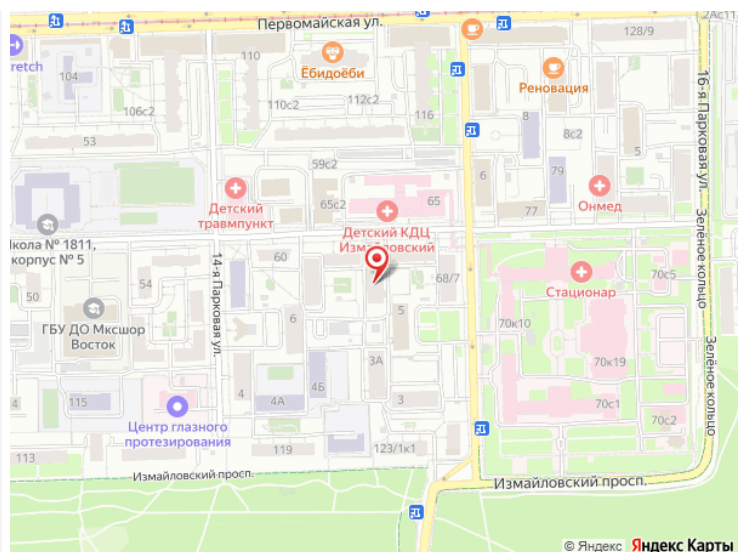 Первомайская ул.
2Ас11
128/9
110
retch
104
Ёбидоёби
Реновация
110с2
112с2
106с2
116
8
8с2
53
5
59с2
16-я Парковая ул.
6
79
Детский
травмпункт
65с2
65
77
Онмед
Детский КДЦ
Измайловский
Зелёное кольцо
кола № 1811,
корпус № 5
14-я Парковая ул.
60
68/7
70с5
Стационар
54
ГБУ ДО Мксшор
Восток
6
5
70к10
70к19
Зелёное кольцо
3А
4Б
4
115
4А
3
70с1
70с2
Центр глазного
протезирования
113
119
123/1к1
Измайловский просп.
Измайловский просп.
© Яндекс Яндекс Карты